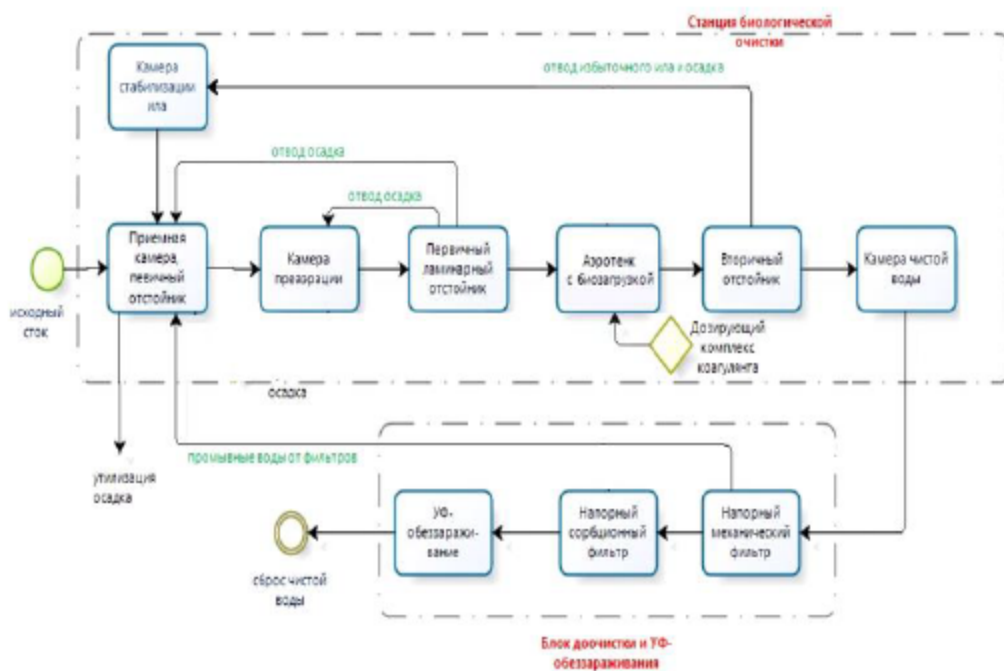 Станция биологической
очистки
Камера
стабилизации
ила
отвод избыточного ила и осадка
отвод осадка
отвод осадка
Приемная
камера,
певичный
отстойник
Камера
преаэрации
Первичный
ламинарный
отстойник
Аэротенк
с биозагрузкой
Вторичный
отстойник
Камера чистой
воды
исходный
сток
Дозирующий
комплекс
коагулянта
осадка
промывные воды от фильтров
утилизация
осадка
УФ-
обеззаражи-
вание
Напорный
сорбционный
фильтр
Напорный
механический
фильтр
сброс чистой
воды
Блок доочистки и УФ-
обеззараживания